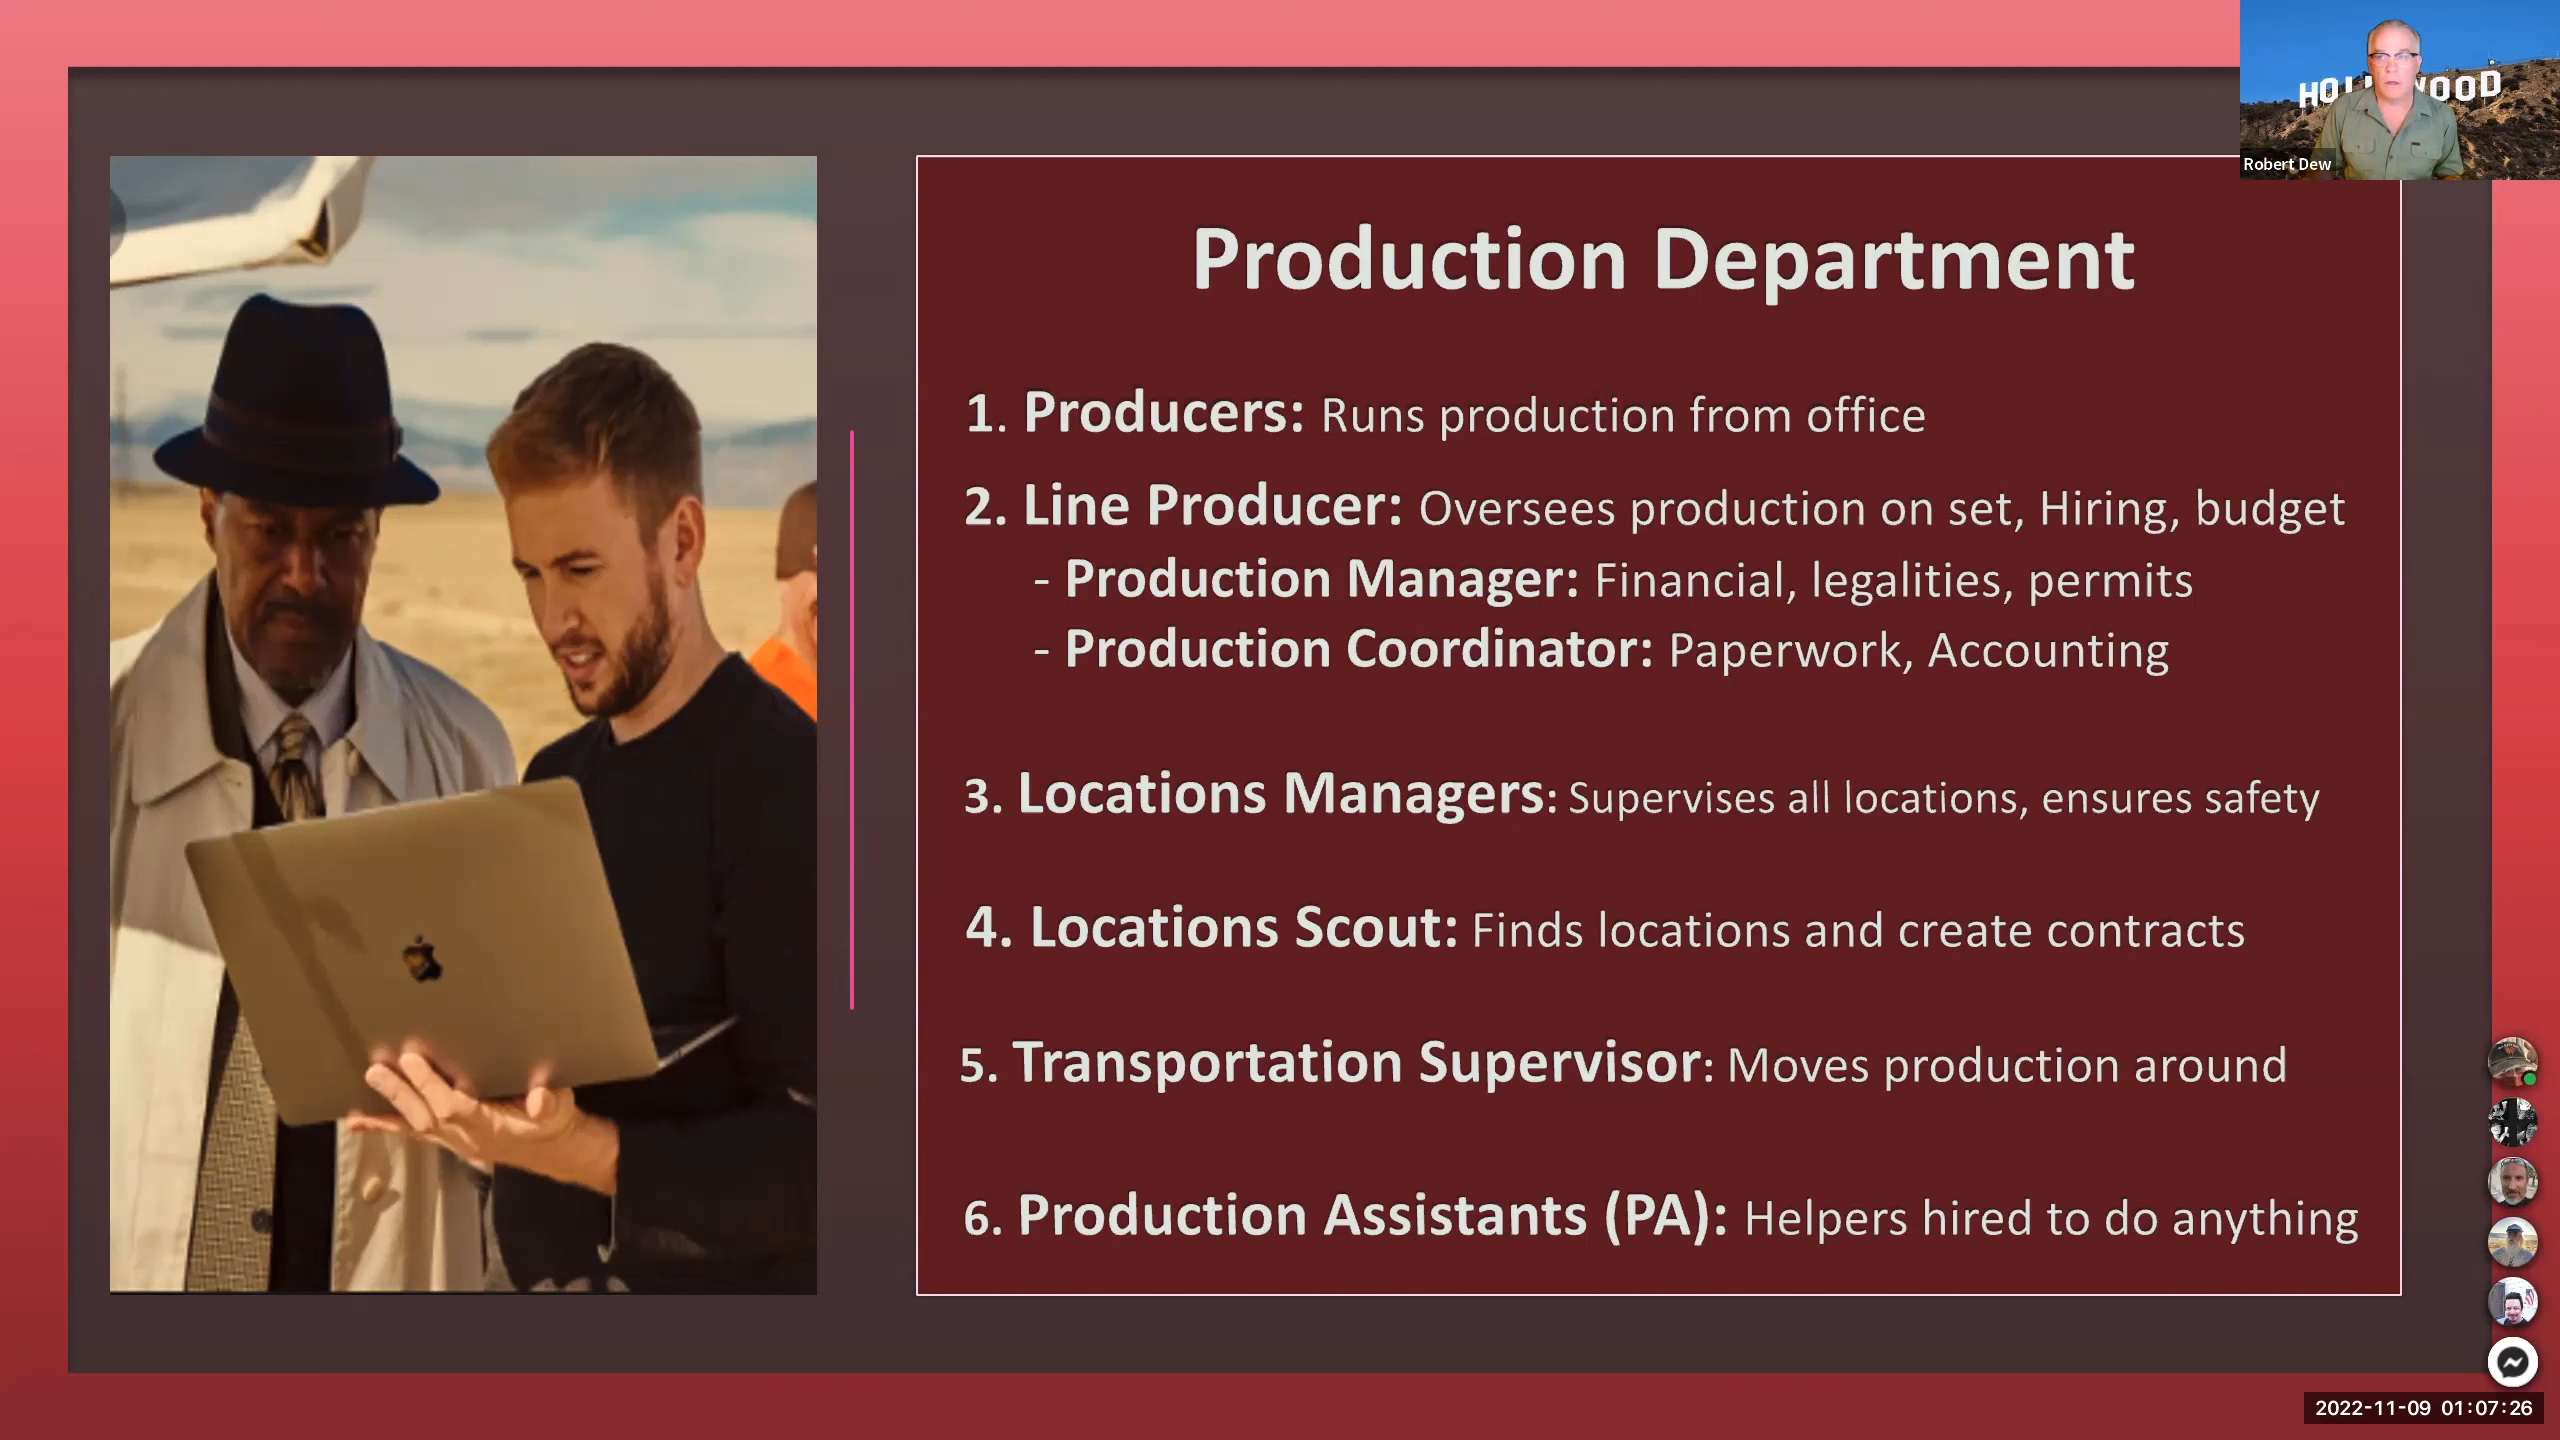 HOLLYWOOD
Robert Dew
Production Department
1. Producers: Runs production from office
2. Line Producer: Oversees production on set, Hiring, budget
- Production Manager: Financial, legalities, permits
- Production Coordinator: Paperwork, Accounting
3. Locations Managers: Supervises all locations, ensures safety
4. Locations Scout: Finds locations and create contracts
5. Transportation Supervisor: Moves production around
6. Production Assistants (PA): Helpers hired to do anything
2022-11-09 01:07:26